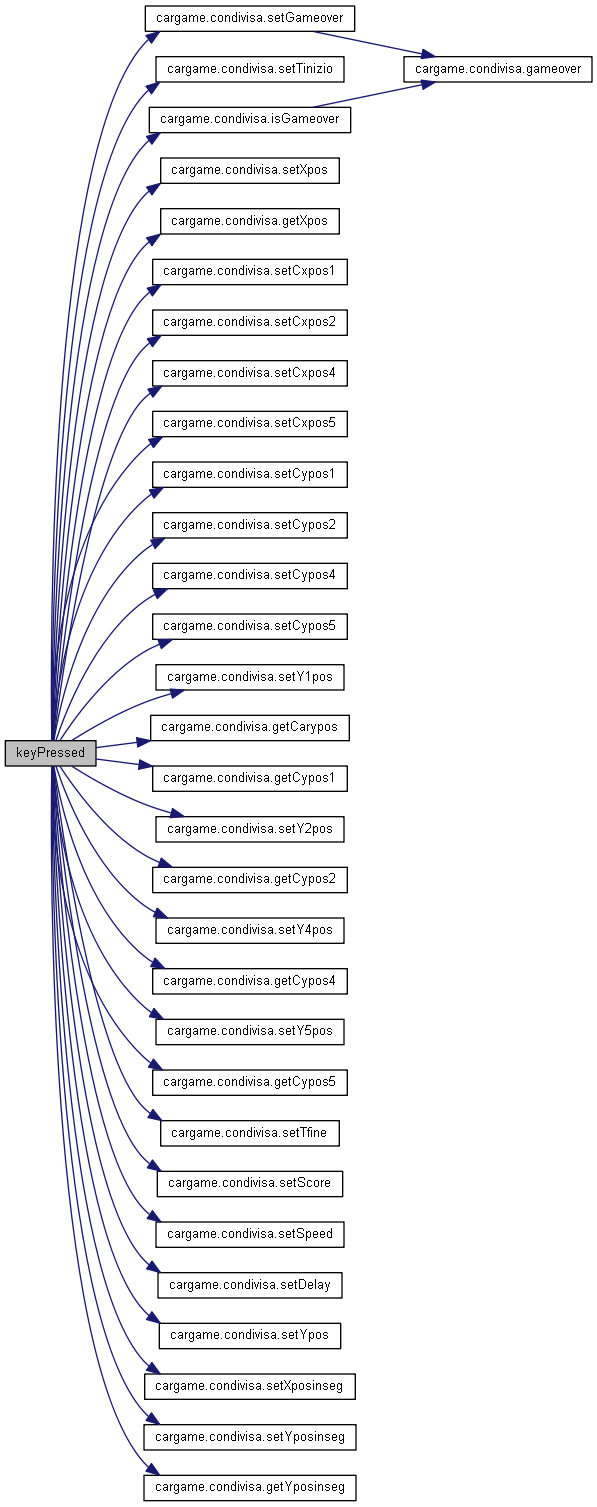 cargame.condivisa.setGameover
cargame.condivisa.setTinizio
cargame.condivisa.gameover
cargame.condivisa.isGameover
cargame.condivisa.setXpos
cargame.condivisa.getXpos
cargame.condivisa.setCxpos1
cargame.condivisa.setCxpos2
cargame.condivisa.setCxpos4
cargame.condivisa.setCxpos5
cargame.condivisa.setCypos1
cargame.condivisa.setCypos2
cargame.condivisa.setCypos4
cargame.condivisa.setCypos5
cargame.condivisa.setY1pos
cargame.condivisa.getCarypos
keyPressed
cargame.condivisa.getCypos1
cargame.condivisa.setY2pos
cargame.condivisa.getCypos2
cargame.condivisa.setY4pos
cargame.condivisa.getCypos4
cargame.condivisa.setY5pos
cargame.condivisa.getCypos5
cargame.condivisa.setTfine
cargame.condivisa.setScore
cargame.condivisa.setSpeed
cargame.condivisa.setDelay
cargame.condivisa.setYpos
cargame.condivisa.setXposinseg
cargame.condivisa.setYposinseg
cargame.condivisa.getYposinseg